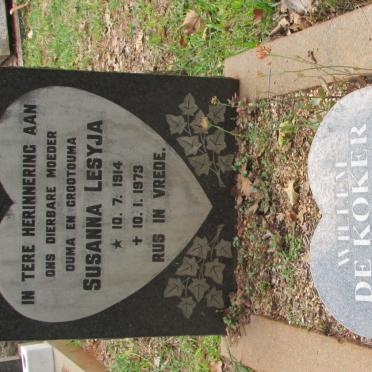 IN TERE HERINNERING AAN
ONS DIERBARE MOEDER
OUMA EN GROOTOUMA
SUSANNA LESYJA
★ 10. 7. 1914
+ 10. 1. 1973
RUS IN VREDE.
DE KOKER